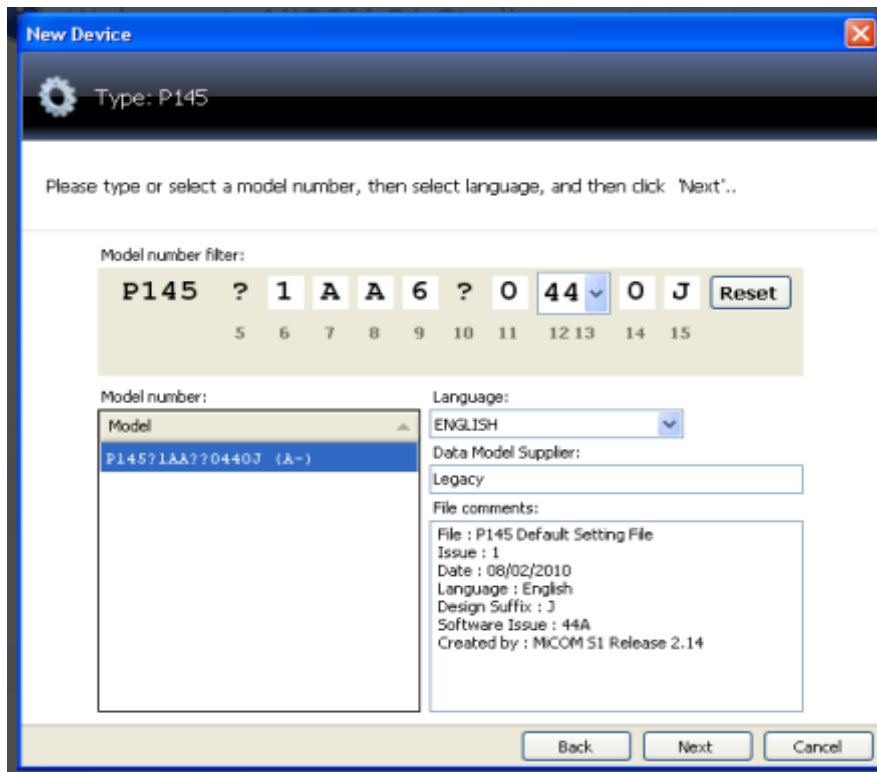 New Device
Type: P145
Please type or select a model number, then select language, and then click 'Next'..
Model number filter:
P145 ? 1 A A 6 ? 0 44 0 J Reset
5 6 7 8 9 10 11 12 13 14 15
Model number:
Model
P145?1AA??0440J (A-)
Language:
ENGLISH
Data Model Supplier:
Legacy
File comments:
File : P145 Default Setting File
Issue : 1
Date : 08/02/2010
Language : English
Design Suffix : J
Software Issue : 44A
Created by : MiCOM S1 Release 2.14
Back Next Cancel